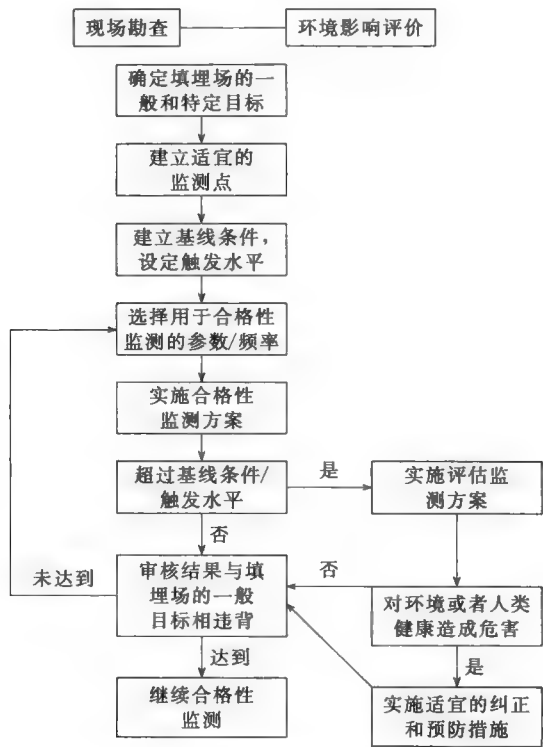 现场勘查
环境影响评价
确定填埋场的一
般和特定目标
建立适宜的
监测点
建立基线条件，
设定触发水平
选择用于合格性
监测的参数/频率
实施合格性
监测方案
超过基线条件/
触发水平
是
实施评估监
测方案
否
未达到
审核结果与填
埋场的一般
目标相违背
否
对环境或者人类
健康造成危害
达到
是
继续合格性
监测
实施适宜的纠正
和预防措施